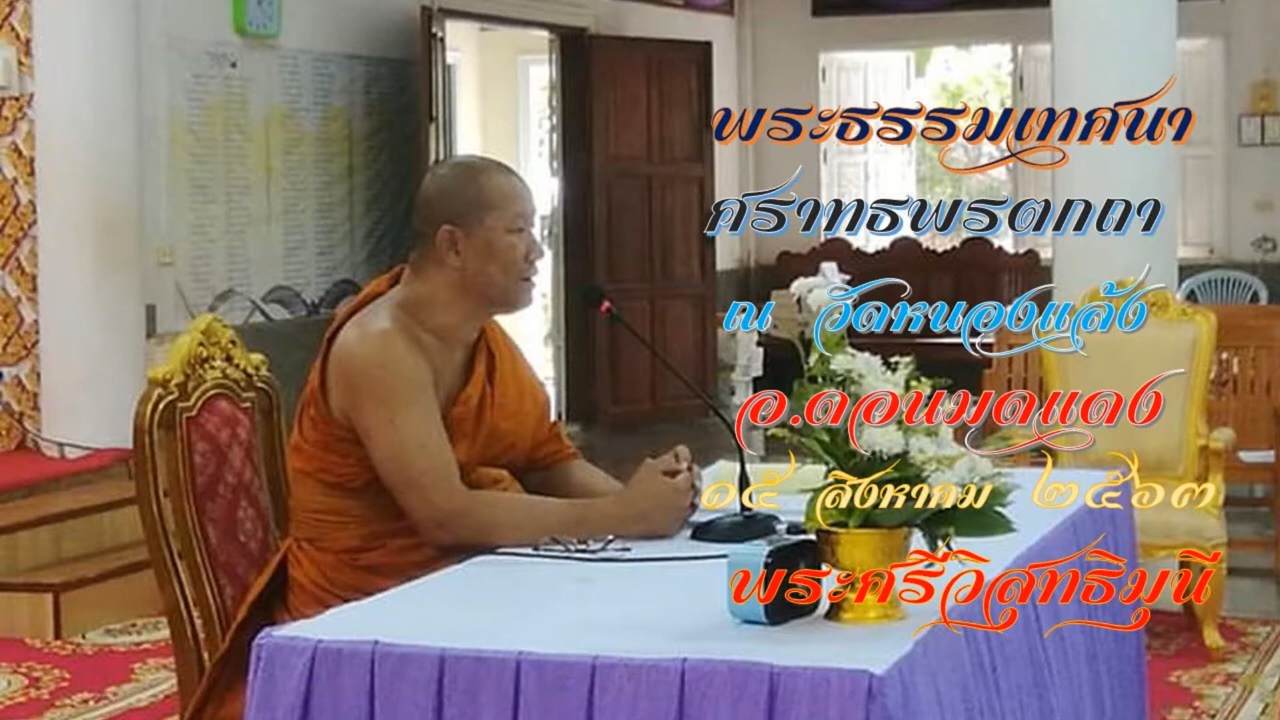 พระธรรมเทศนา
ศราทธพรตกถา
ณ วัดหนองแล้ง
อ.ดอนมดแดง
๑๕ สิงหาคม ๒๕๖๓
พระศรีวิสุทธิมุนี